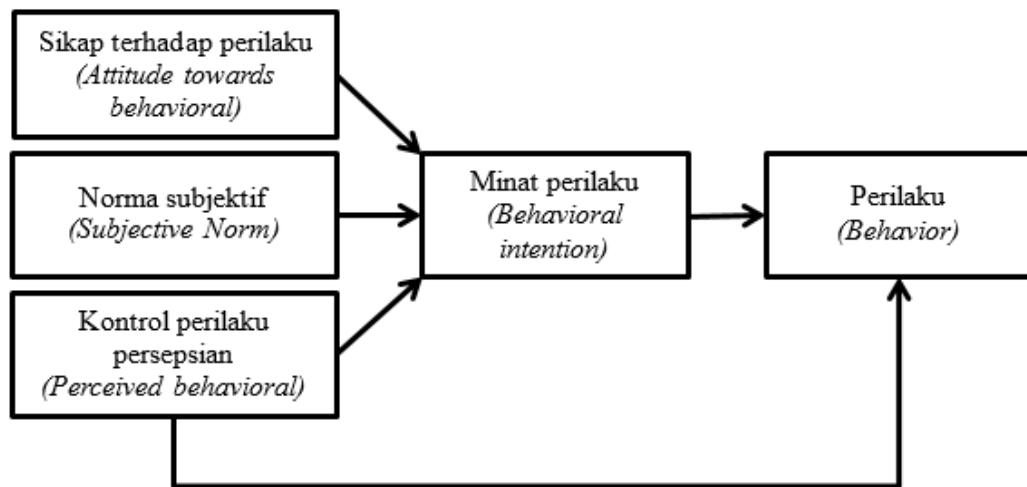 Sikap terhadap perilaku
(Attitude towards
behavioral)
Norma subjektif
(Subjective Norm)
Kontrol perilaku
persepsian
(Perceived behavioral)
Minat perilaku
(Behavioral
intention)
Perilaku
(Behavior)